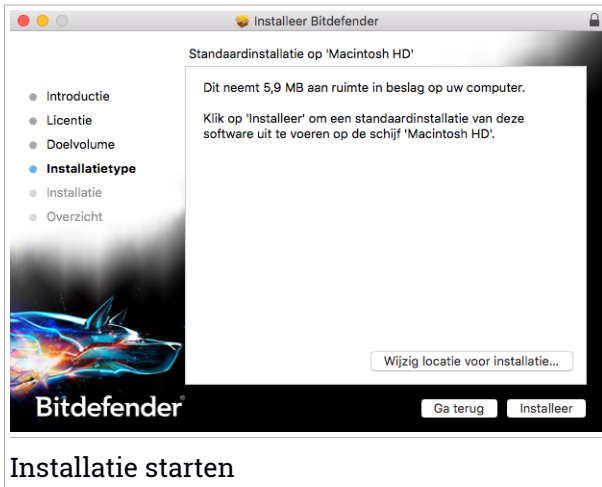 Installeer Bitdefender
Standaardinstallatie op 'Macintosh HD'
Introductie
Licentie
Doelvolume
Installatietype
Installatie
Overzicht
Dit neemt 5,9 MB aan ruimte in beslag op uw computer.
Klik op 'Installeer' om een standaardinstallatie van deze
software uit te voeren op de schijf 'Macintosh HD'.
Wijzig locatie voor installatie...
Bitdefender
Ga terug
Installeer
Installatie starten